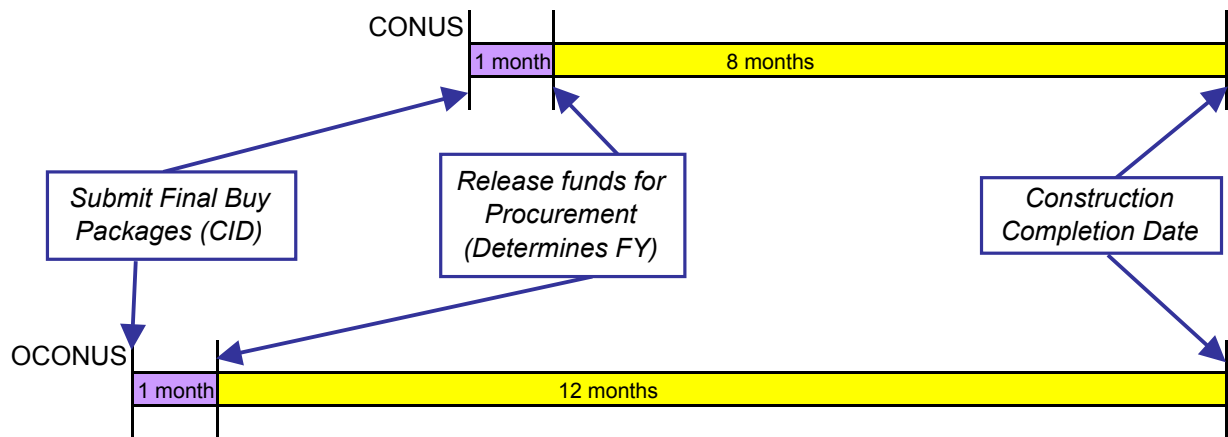 CONUS
1 month
8 months
Submit Final Buy
Packages (CID)
Release funds for
Procurement
(Determines FY)
Construction
Completion Date
OCONUS
1 month
12 months